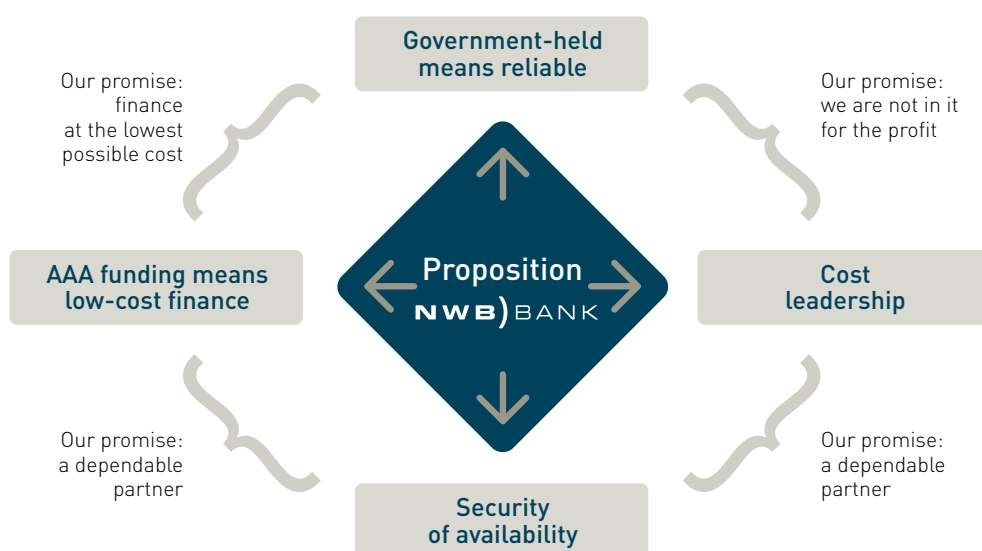 Government-held
means reliable
Our promise:
finance
at the lowest
possible cost
Our promise:
we are not in it
for the profit
AAA funding means
low-cost finance
Proposition
NWB)BANK
Cost
leadership
Our promise:
a dependable
partner
Our promise:
a dependable
partner
Security
of availability